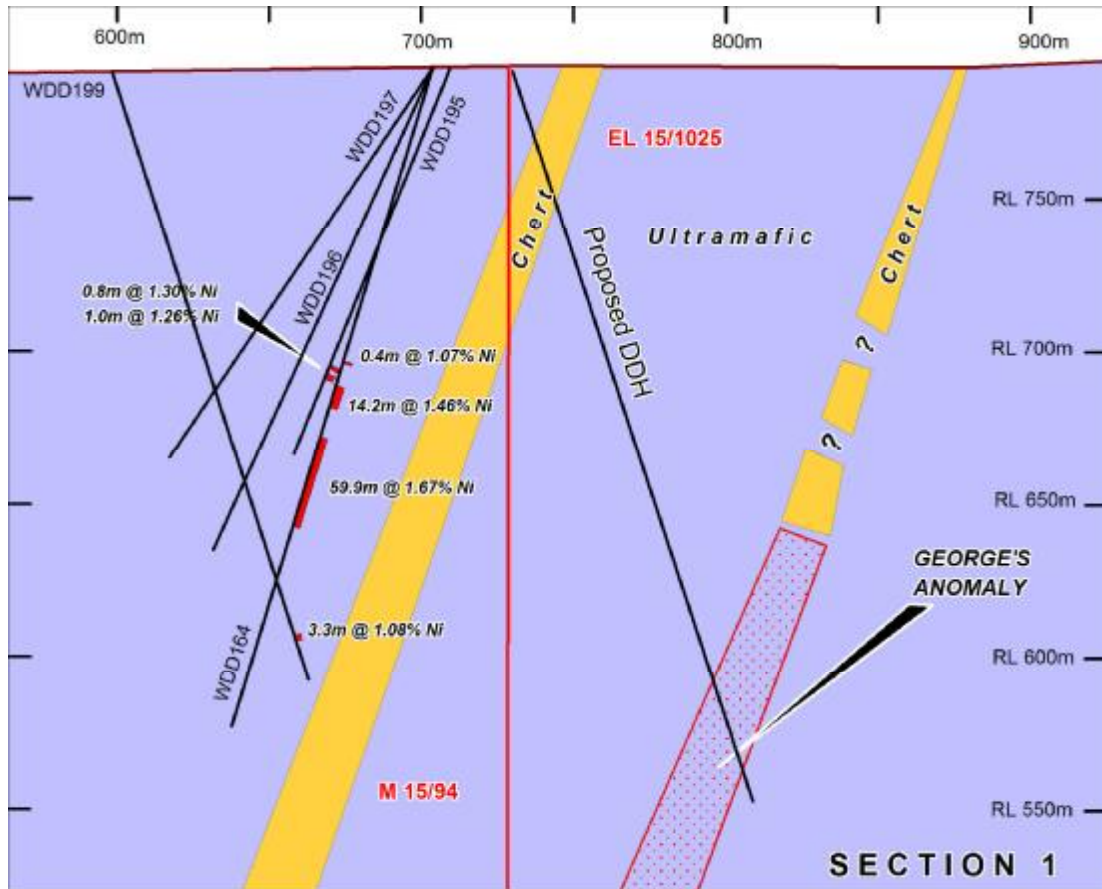 600m
700m
800m
900m
WDD199
WDD197
WDD195
WDD196
EL 15/1025
Chert
Ultramafic
Chert
Proposed DDH
RL 750m
0.8m @ 1.30% Ni
1.0m @ 1.26% Ni
0.4m @ 1.07% Ni
14.2m @ 1.46% Ni
59.9m @ 1.67% Ni
3.3m @ 1.08% Ni
?
?
RL 700m
RL 650m
GEORGE'S
ANOMALY
WDD164
RL 600m
M 15/94
RL 550m
SECTION 1